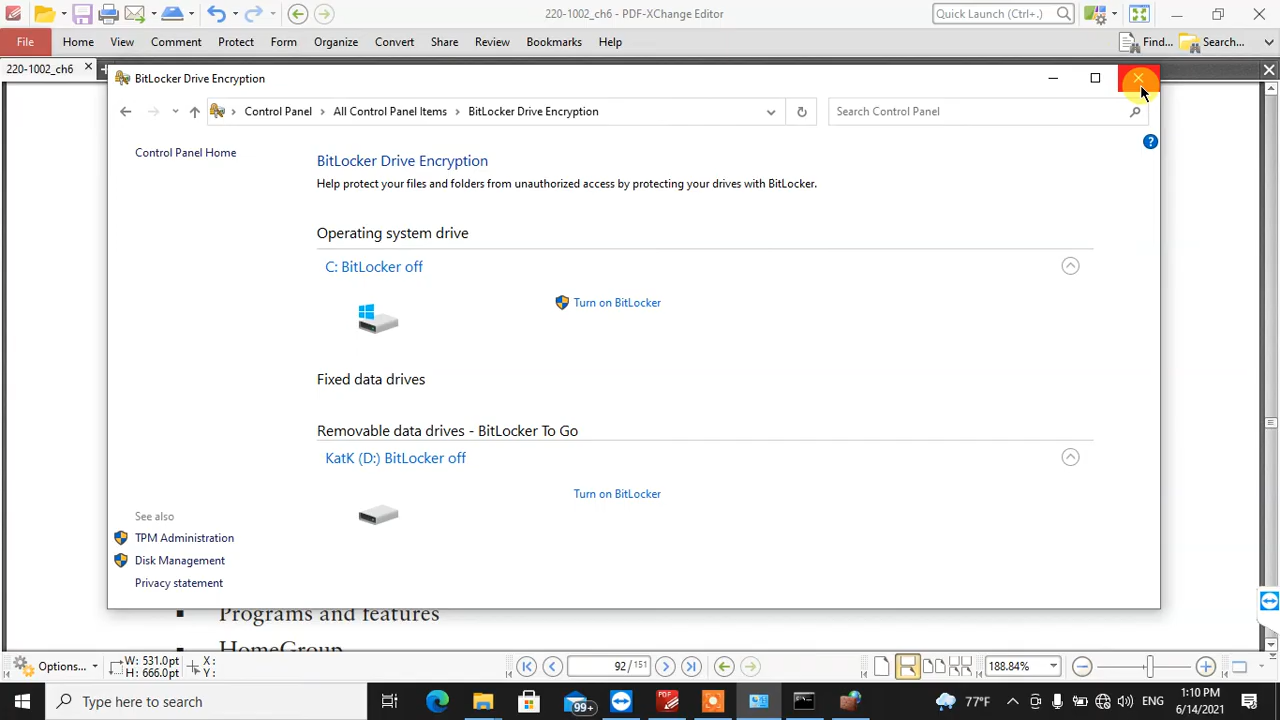 220-1002_ch6 - PDF-XChange Editor
Quick Launch (Ctrl+.)
File Home View Comment Protect Form Organize Convert Share Review Bookmarks Help Find... Search...
220-1002_ch6
BitLocker Drive Encryption
Control Panel All Control Panel Items BitLocker Drive Encryption
Search Control Panel
Control Panel Home
BitLocker Drive Encryption
Help protect your files and folders from unauthorized access by protecting your drives with BitLocker.
Operating system drive
C: BitLocker off
Turn on BitLocker
Fixed data drives
Removable data drives - BitLocker To Go
KatK (D:) BitLocker off
Turn on BitLocker
See also
TPM Administration
Disk Management
Privacy statement
Programs and features
HomeGroup
Options... W: 531.0pt X:
H: 666.0pt Y:
92 / 151
188.84%
Type here to search
99+
77°F
ENG
1:10 PM
6/14/2021